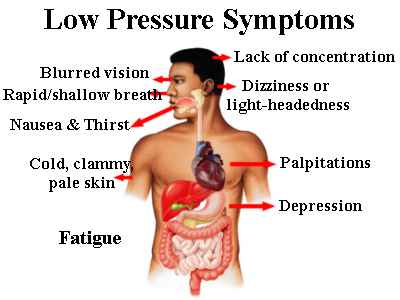 Low Pressure Symptoms
Lack of concentration
Blurred vision
Dizziness or
light-headedness
Rapid/shallow breath
Nausea & Thirst
Cold, clammy,
pale skin
Palpitations
Depression
Fatigue